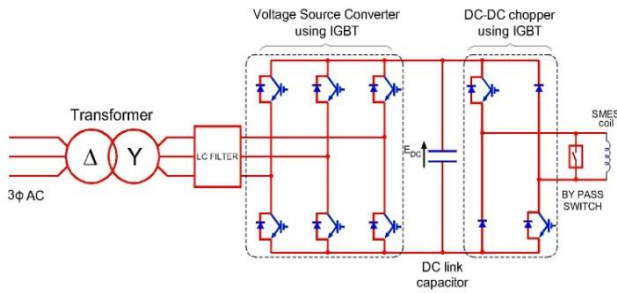 Voltage Source Converter
using IGBT
DC-DC chopper
using IGBT
Transformer
Δ
Y
LC FILTER
3ϕ AC
E_DC
SMES
coil
BY PASS
SWITCH
DC link
capacitor